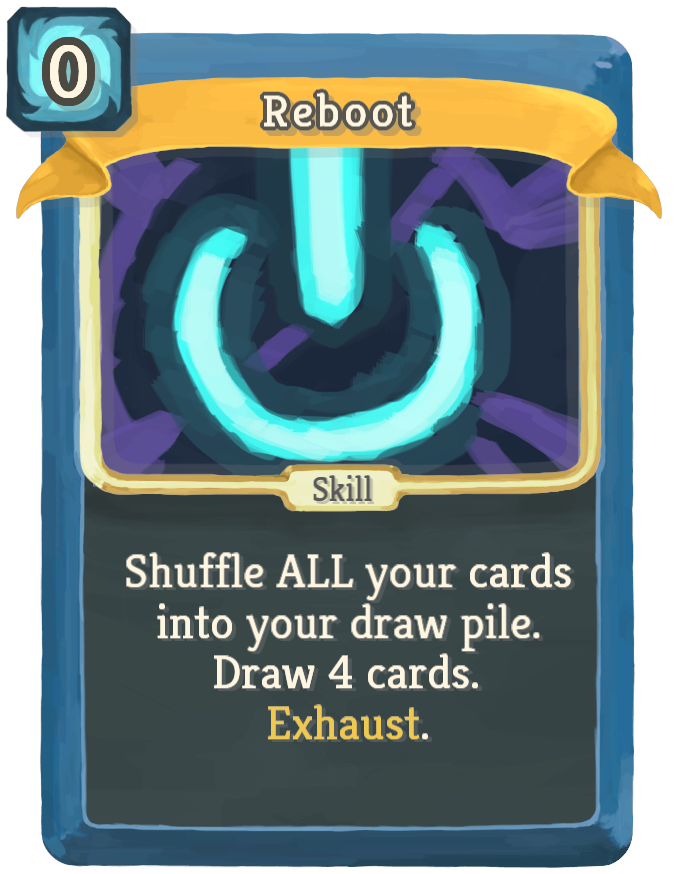 0
Reboot
Skill
Shuffle ALL your cards
into your draw pile.
Draw 4 cards.
Exhaust.